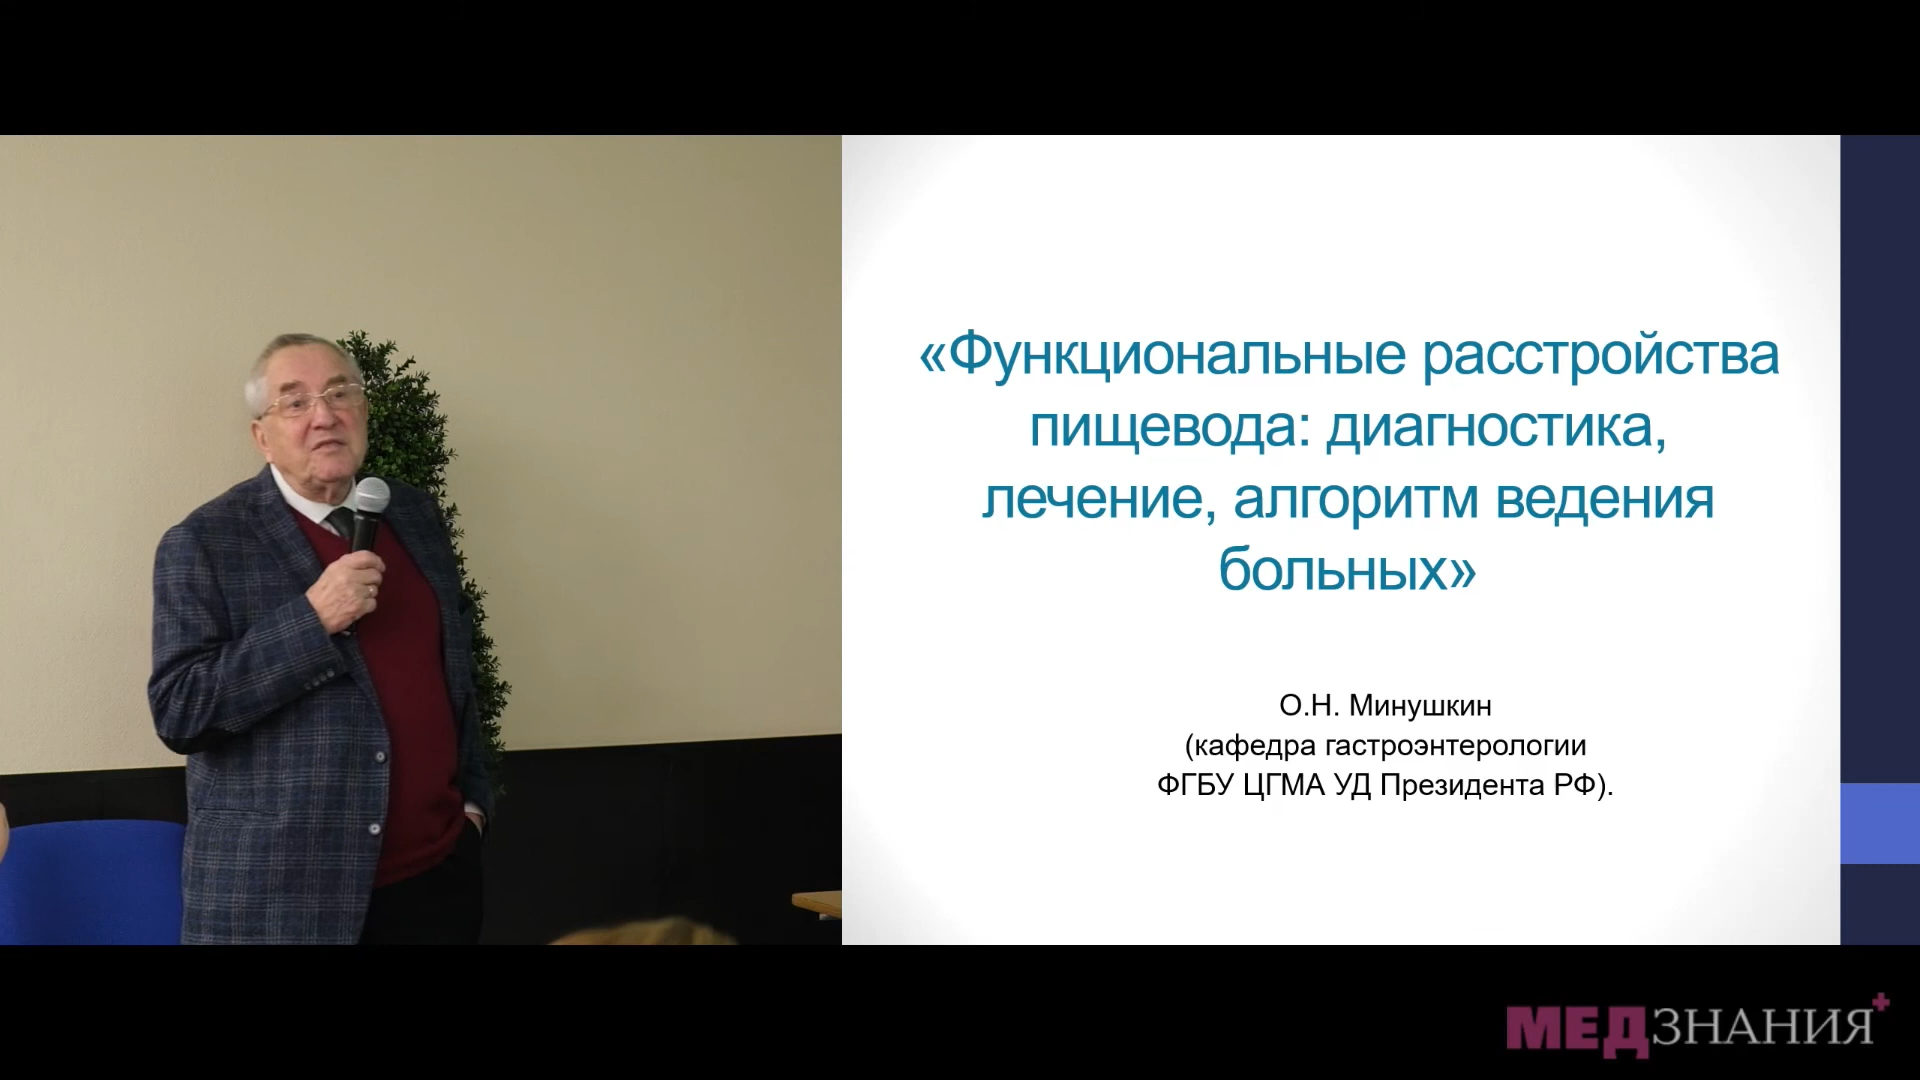 «Функциональные расстройства
пищевода: диагностика,
лечение, алгоритм ведения
больных»
О.Н. Минушкин
(кафедра гастроэнтерологии
ФГБУ ЦГМА УД Президента РФ).
МЕДЗНАНИЯ+